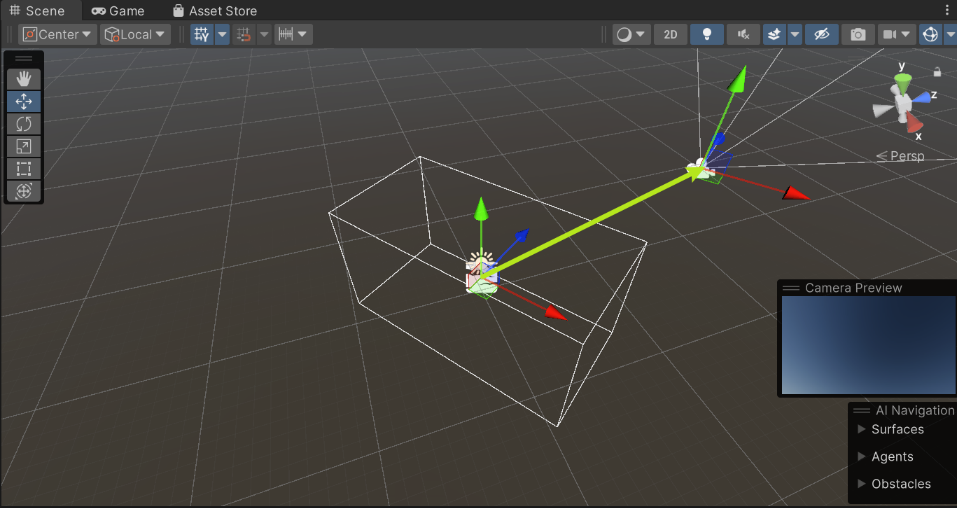 Scene Game Asset Store
Center Local 2D
y
z
x
Persp
Camera Preview
AI Navigation
Surfaces
Agents
Obstacles